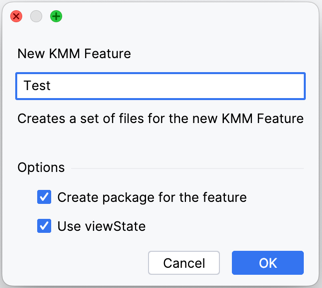 New KMM Feature
Test
Creates a set of files for the new KMM Feature
Options
Create package for the feature
Use viewState
Cancel
OK